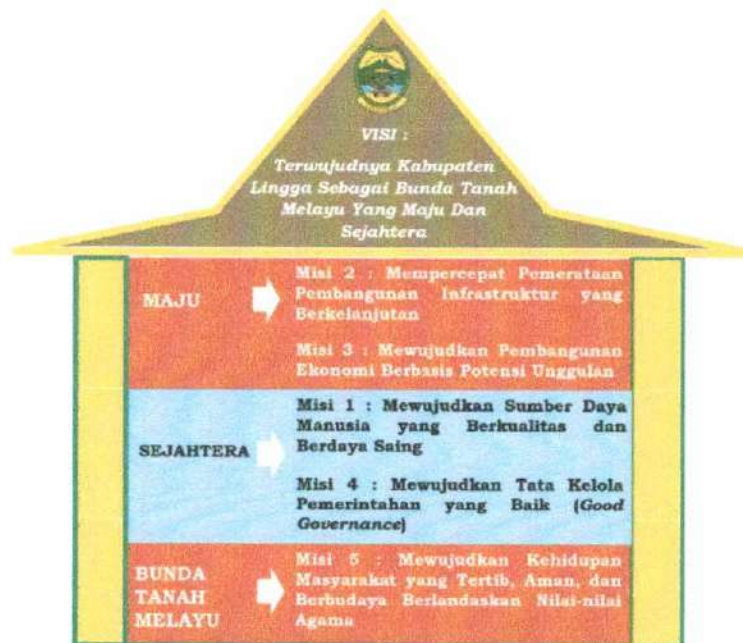 VISI :
Terwujudnya Kabupaten
Lingga Sebagai Bunda Tanah
Melayu Yang Maju Dan
Sejahtera
MAJU
Misi 2 : Mempercepat Pemerataan
Pembangunan Infrastruktur yang
Berkelanjutan
Misi 3 : Mewujudkan Pembangunan
Ekonomi Berbasis Potensi Unggulan
SEJAHTERA
Misi 1 : Mewujudkan Sumber Daya
Manusia yang Berkualitas dan
Berdaya Saing
Misi 4 : Mewujudkan Tata Kelola
Pemerintahan yang Baik (Good
Governance)
BUNDA
TANAH
MELAYU
Misi 5 : Mewujudkan Kehidupan
Masyarakat yang Tertib, Aman, dan
Berbudaya Berlandaskan Nilai-nilai
Agama